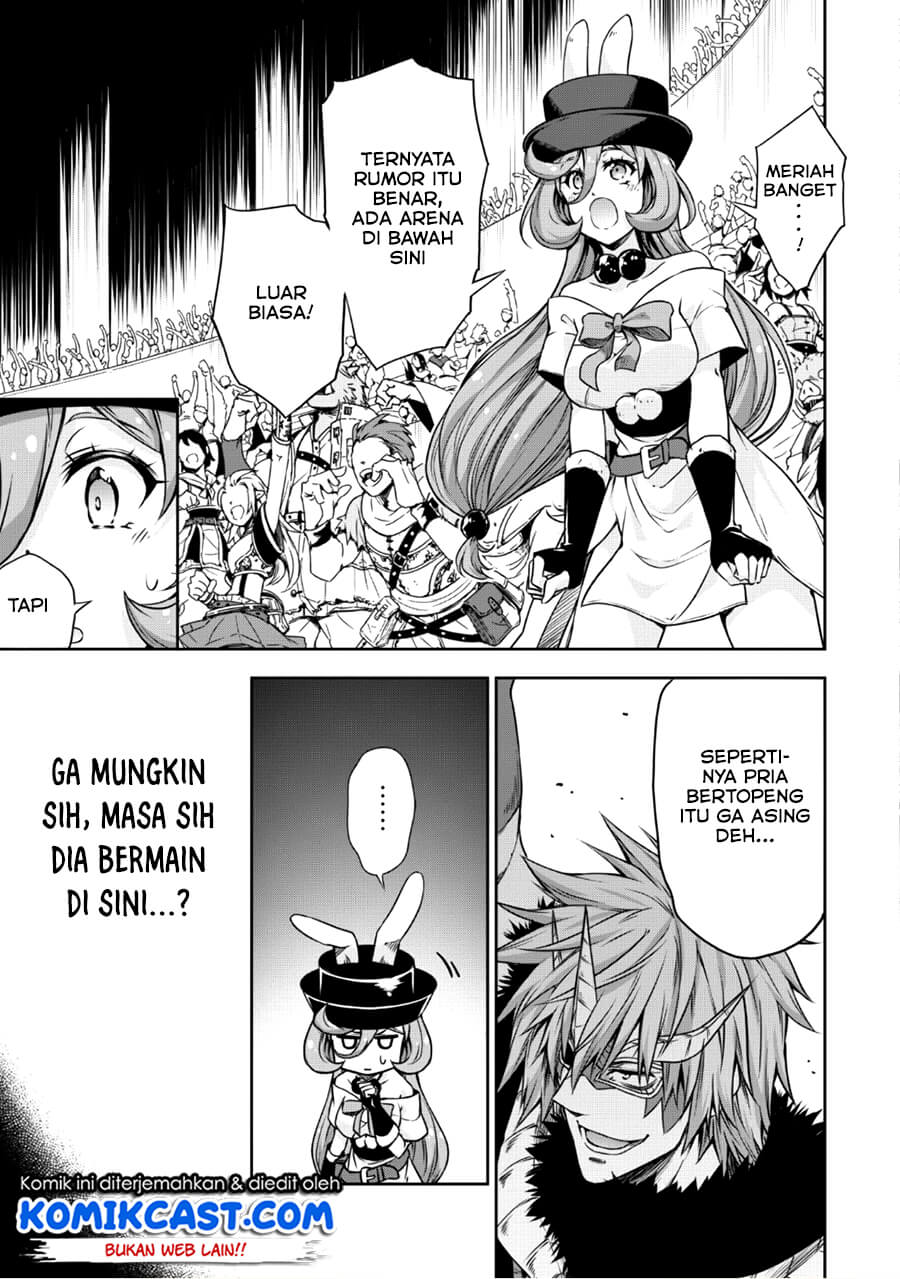 MERIAH
BANGET
...!
TERNYATA
RUMOR ITU
BENAR,
ADA ARENA
DI BAWAH
SINI
LUAR
BIASA!
TAPI
SEPERTI-
NYA PRIA
BERTOPENG
ITU GA ASING
DEH...
....
GA MUNGKIN
SIH, MASA SIH
DIA BERMAIN
DI SINI...?
Komik ini diterjemahkan & diedit oleh
KOMIKCAST.COM
BUKAN WEB LAIN!!